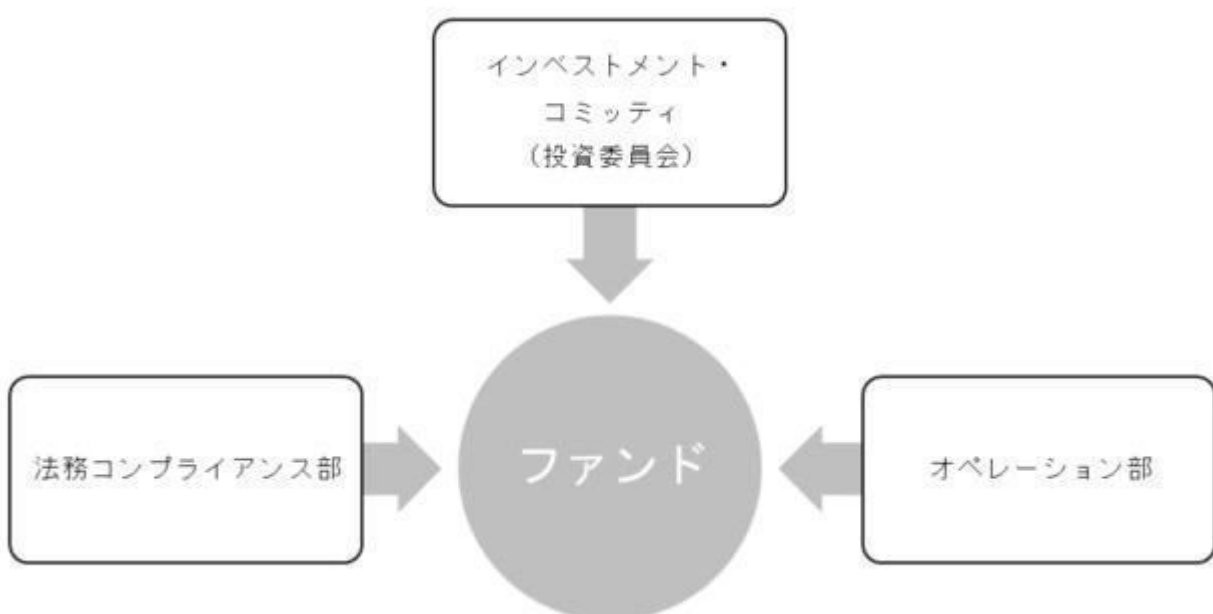 インベストメント・
コミッティ
（投資委員会）
法務コンプライアンス部
ファンド
オペレーション部